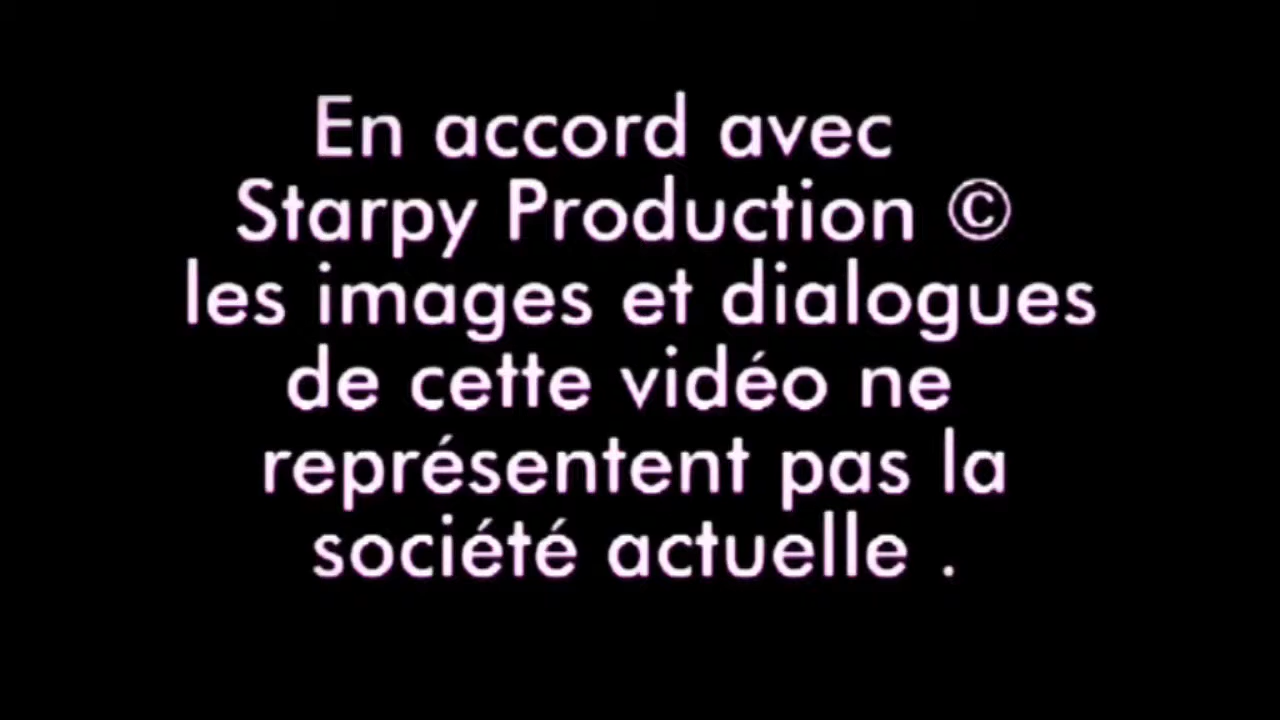 En accord avec
Starpy Production ©
les images et dialogues
de cette vidéo ne
représentent pas la
société actuelle .